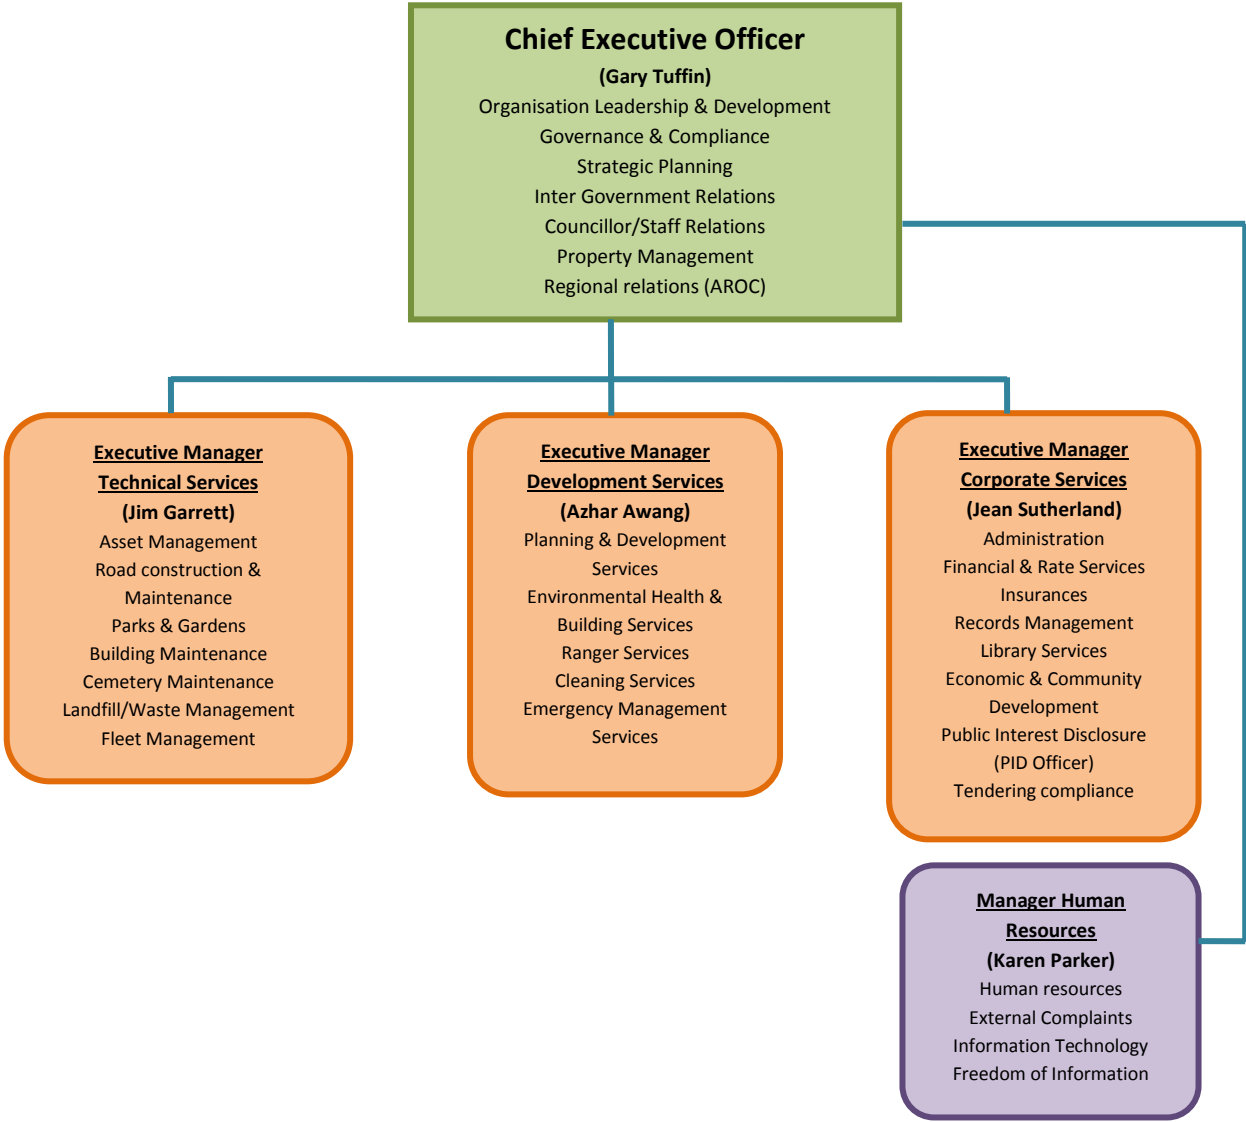 Chief Executive Officer
(Gary Tuffin)
Organisation Leadership & Development
Governance & Compliance
Strategic Planning
Inter Government Relations
Councillor/Staff Relations
Property Management
Regional relations (AROC)
Executive Manager
Technical Services
(Jim Garrett)
Asset Management
Road construction &
Maintenance
Parks & Gardens
Building Maintenance
Cemetery Maintenance
Landfill/Waste Management
Fleet Management
Executive Manager
Development Services
(Azhar Awang)
Planning & Development
Services
Environmental Health &
Building Services
Ranger Services
Cleaning Services
Emergency Management
Services
Executive Manager
Corporate Services
(Jean Sutherland)
Administration
Financial & Rate Services
Insurances
Records Management
Library Services
Economic & Community
Development
Public Interest Disclosure
(PID Officer)
Tendering compliance
Manager Human
Resources
(Karen Parker)
Human resources
External Complaints
Information Technology
Freedom of Information